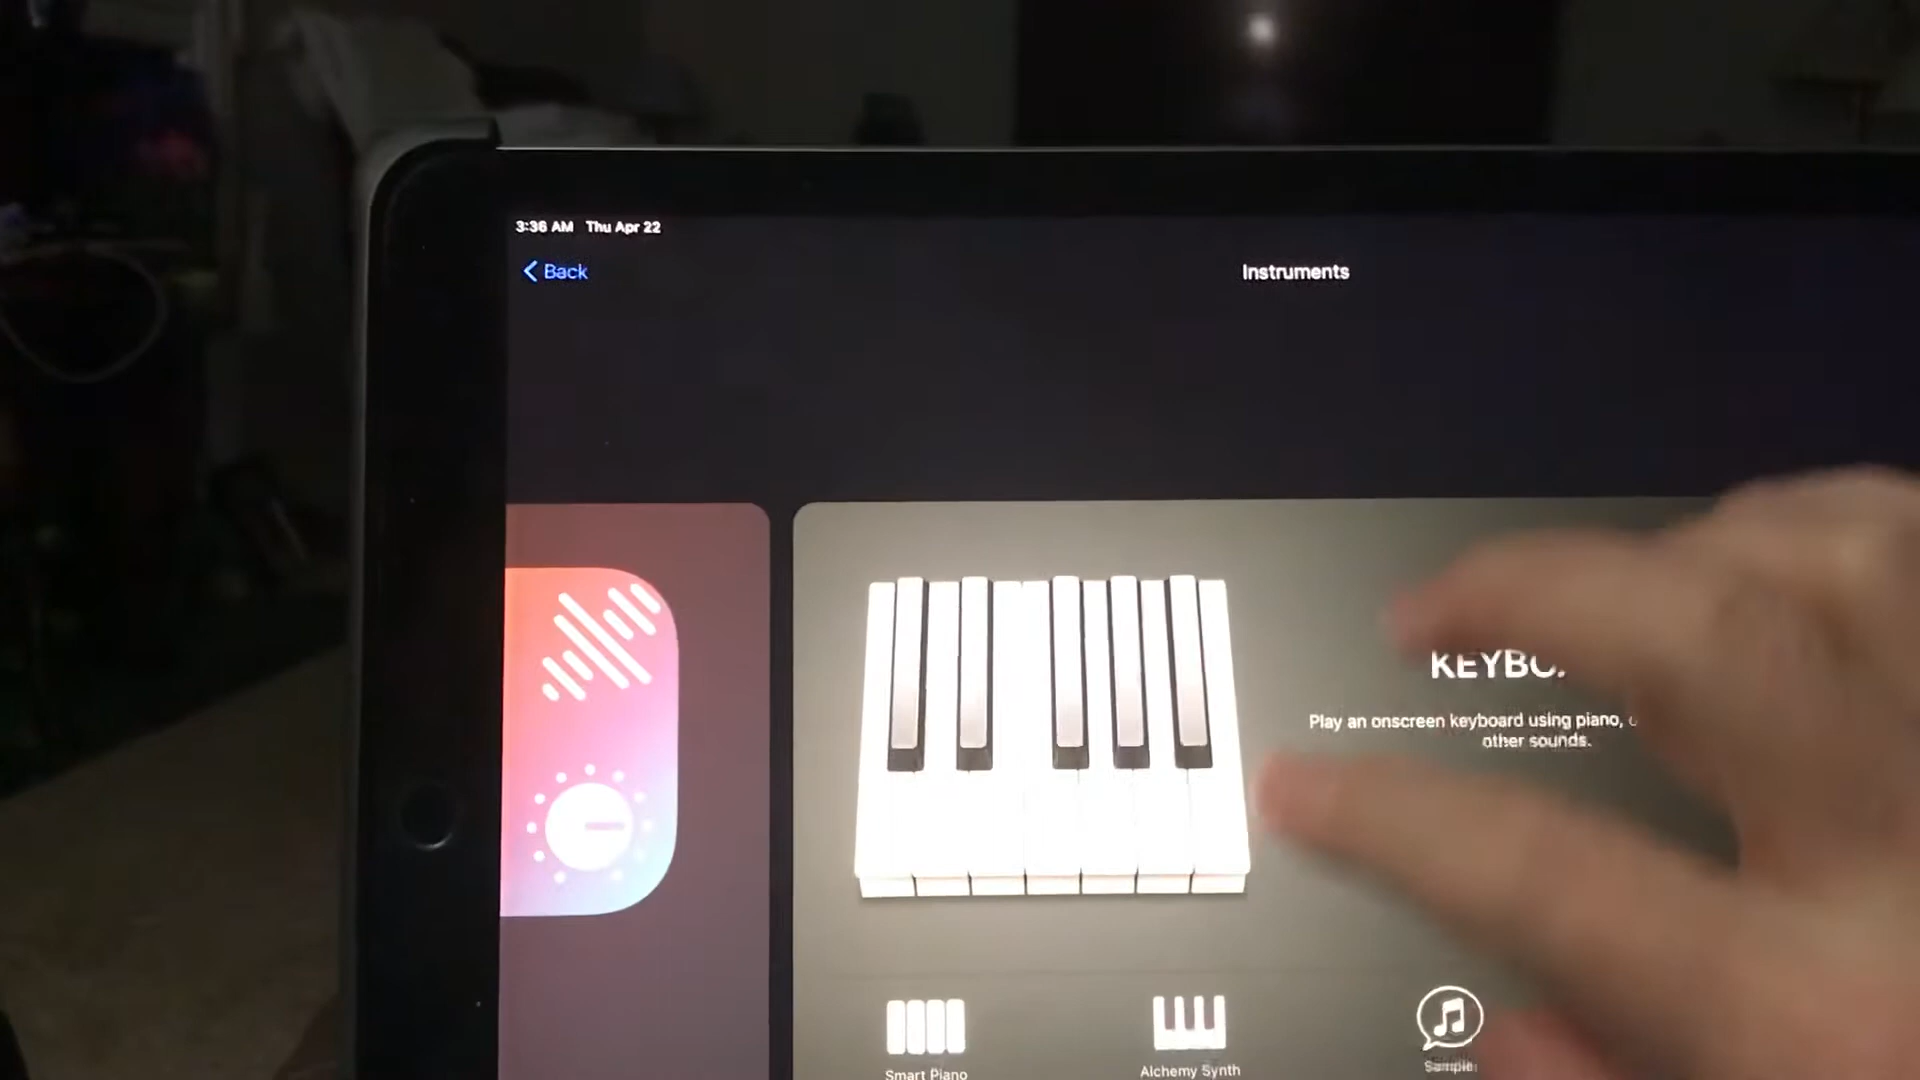 3:36 AM Thu Apr 22
Back
Instruments
Play an onscreen keyboard using piano,
other sounds.
Smart Piano
Alchemy Synth